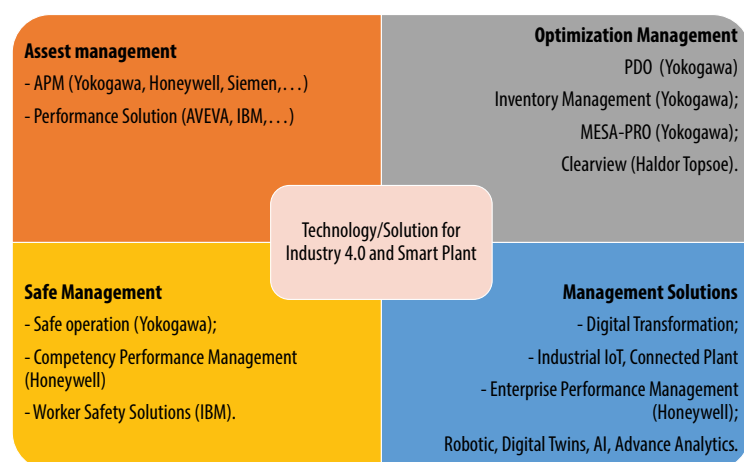 Assest management
- APM (Yokogawa, Honeywell, Siemen,…)
- Performance Solution (AVEVA, IBM,…)
Optimization Management
PDO (Yokogawa)
Inventory Management (Yokogawa);
MESA-PRO (Yokogawa);
Clearview (Haldor Topsoe).
Technology/Solution for
Industry 4.0 and Smart Plant
Safe Management
- Safe operation (Yokogawa);
- Competency Performance Management
(Honeywell)
- Worker Safety Solutions (IBM).
Management Solutions
- Digital Transformation;
- Industrial IoT, Connected Plant
- Enterprise Performance Management
(Honeywell);
Robotic, Digital Twins, AI, Advance Analytics.